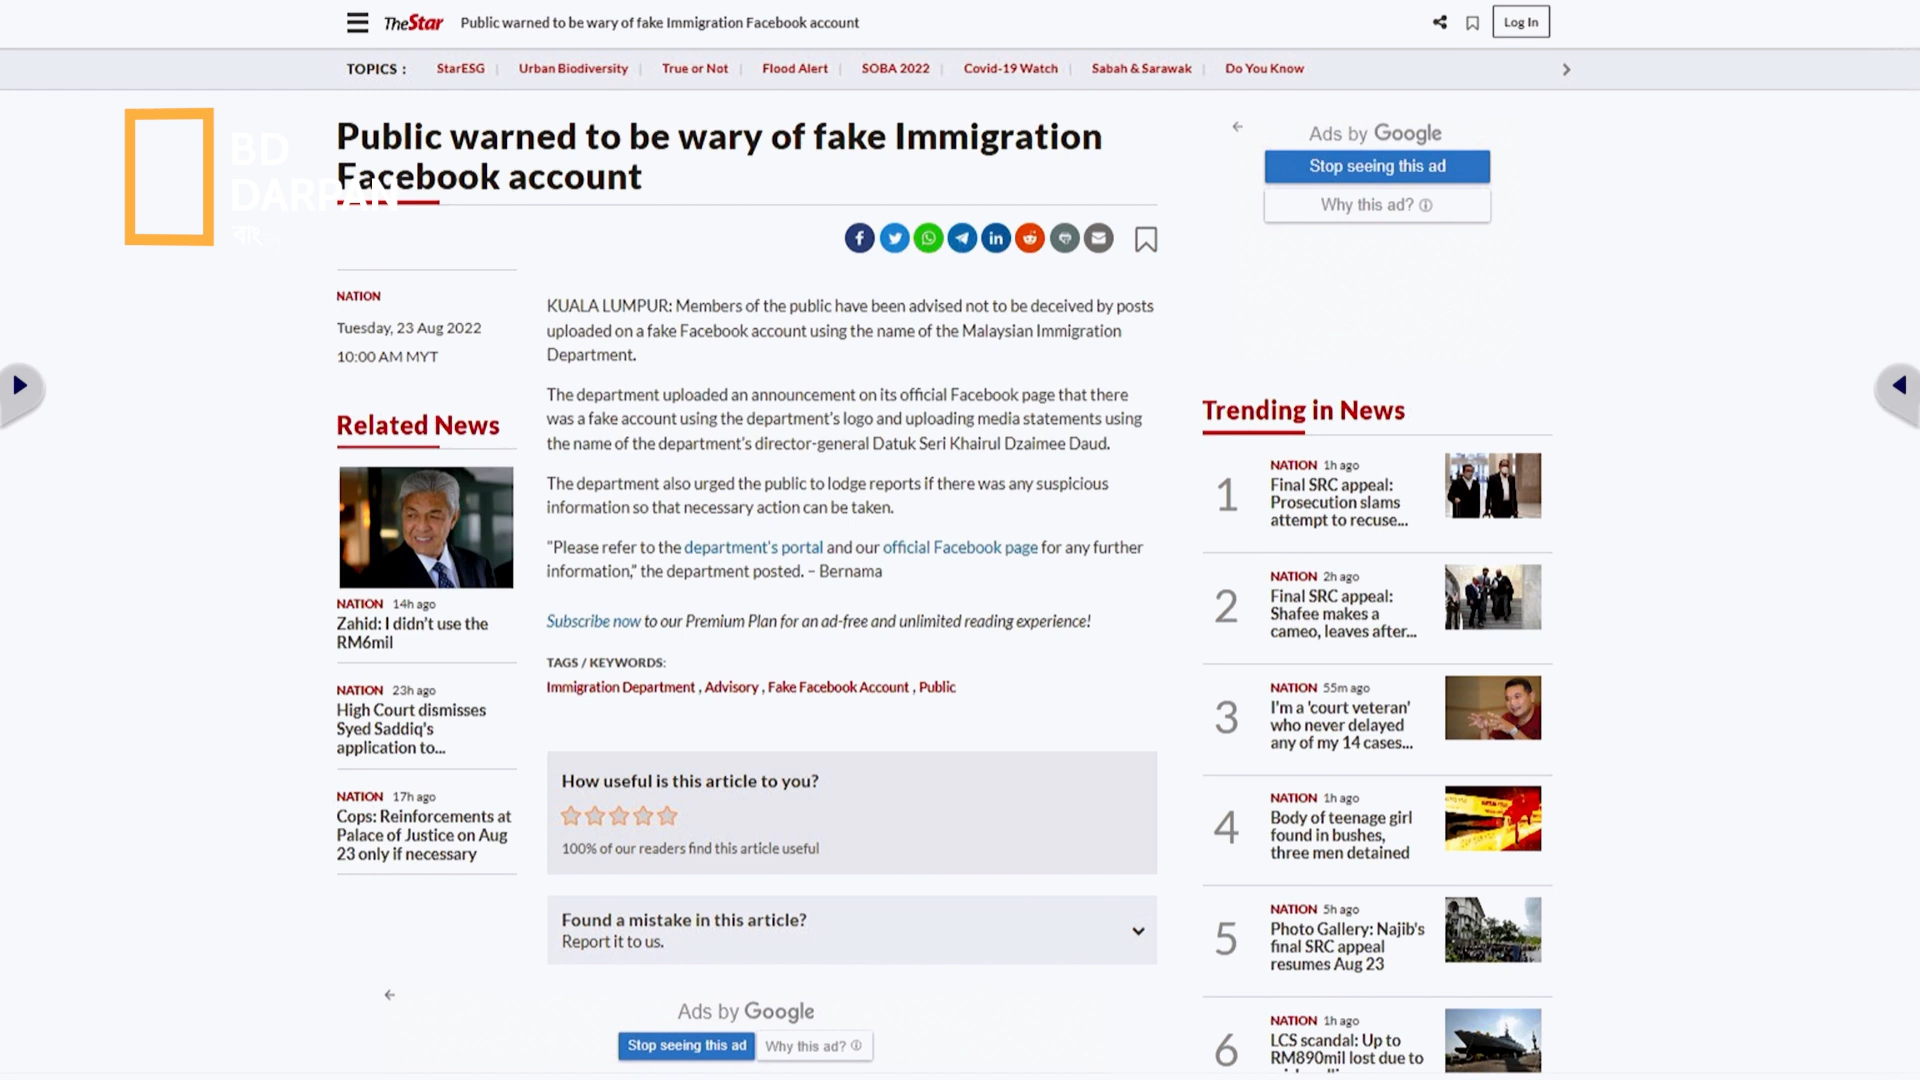 TheStar Public warned to be wary of fake Immigration Facebook account
Log In
TOPICS : StarESG | Urban Biodiversity | True or Not | Flood Alert | SOBA 2022 | Covid-19 Watch | Sabah & Sarawak | Do You Know
BD
DARPAN
বাং
Public warned to be wary of fake Immigration
Facebook account
NATION
Tuesday, 23 Aug 2022
10:00 AM MYT
Related News
NATION 14h ago
Zahid: I didn't use the
RM6mil
NATION 23h ago
High Court dismisses
Syed Saddiq's
application to...
NATION 17h ago
Cops: Reinforcements at
Palace of Justice on Aug
23 only if necessary
KUALA LUMPUR: Members of the public have been advised not to be deceived by posts
uploaded on a fake Facebook account using the name of the Malaysian Immigration
Department.
The department uploaded an announcement on its official Facebook page that there
was a fake account using the department's logo and uploading media statements using
the name of the department's director-general Datuk Seri Khairul Dzaimee Daud.
The department also urged the public to lodge reports if there was any suspicious
information so that necessary action can be taken.
"Please refer to the department's portal and our official Facebook page for any further
information," the department posted. – Bernama
Subscribe now to our Premium Plan for an ad-free and unlimited reading experience!
TAGS / KEYWORDS:
Immigration Department , Advisory , Fake Facebook Account , Public
How useful is this article to you?
100% of our readers find this article useful
Found a mistake in this article?
Report it to us.
Ads by Google
Stop seeing this ad
Why this ad?
Ads by Google
Stop seeing this ad
Why this ad?
Trending in News
1
NATION 1h ago
Final SRC appeal:
Prosecution slams
attempt to recuse...
2
NATION 2h ago
Final SRC appeal:
Shafee makes a
cameo, leaves after...
3
NATION 55m ago
I'm a 'court veteran'
who never delayed
any of my 14 cases...
4
NATION 1h ago
Body of teenage girl
found in bushes,
three men detained
5
NATION 5h ago
Photo Gallery: Najib's
final SRC appeal
resumes Aug 23
6
NATION 1h ago
LCS scandal: Up to
RM890mil lost due to